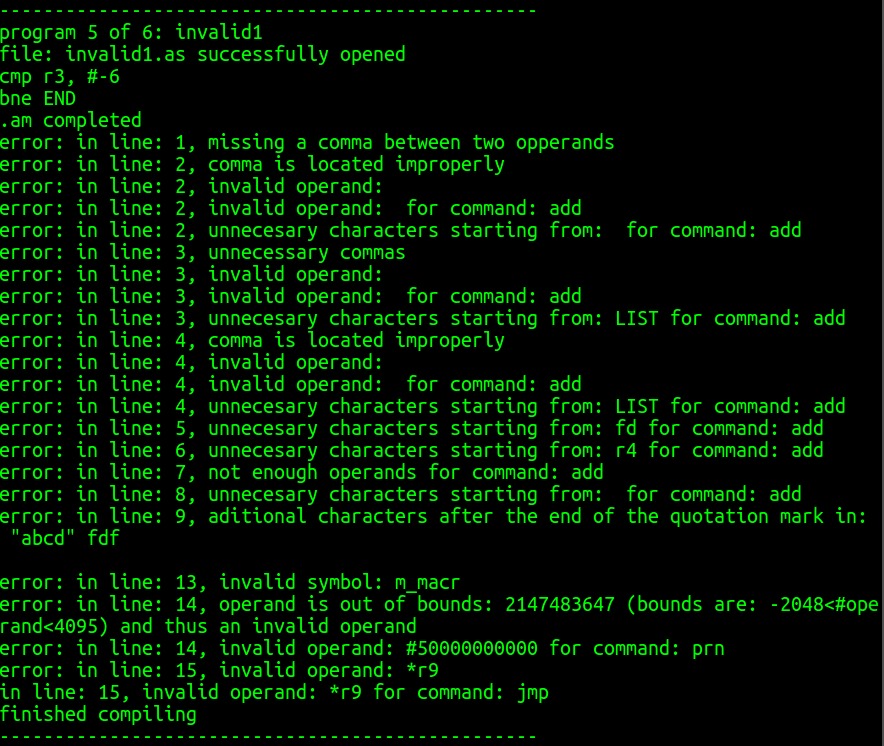 -------------------------------------------------
program 5 of 6: invalid1
file: invalid1.as successfully opened
cmp r3, #-6
bne END
.am completed
error: in line: 1, missing a comma between two opperands
error: in line: 2, comma is located improperly
error: in line: 2, invalid operand:
error: in line: 2, invalid operand:  for command: add
error: in line: 2, unnecesary characters starting from:  for command: add
error: in line: 3, unnecessary commas
error: in line: 3, invalid operand:
error: in line: 3, invalid operand:  for command: add
error: in line: 3, unnecesary characters starting from: LIST for command: add
error: in line: 4, comma is located improperly
error: in line: 4, invalid operand:
error: in line: 4, invalid operand:  for command: add
error: in line: 4, unnecesary characters starting from: LIST for command: add
error: in line: 5, unnecesary characters starting from: fd for command: add
error: in line: 6, unnecesary characters starting from: r4 for command: add
error: in line: 7, not enough operands for command: add
error: in line: 8, unnecesary characters starting from:  for command: add
error: in line: 9, aditional characters after the end of the quotation mark in:
 "abcd" fdf
error: in line: 13, invalid symbol: m_macr
error: in line: 14, operand is out of bounds: 2147483647 (bounds are: -2048<#ope
rand<4095) and thus an invalid operand
error: in line: 14, invalid operand: #50000000000 for command: prn
error: in line: 15, invalid operand: *r9
in line: 15, invalid operand: *r9 for command: jmp
finished compiling
-------------------------------------------------